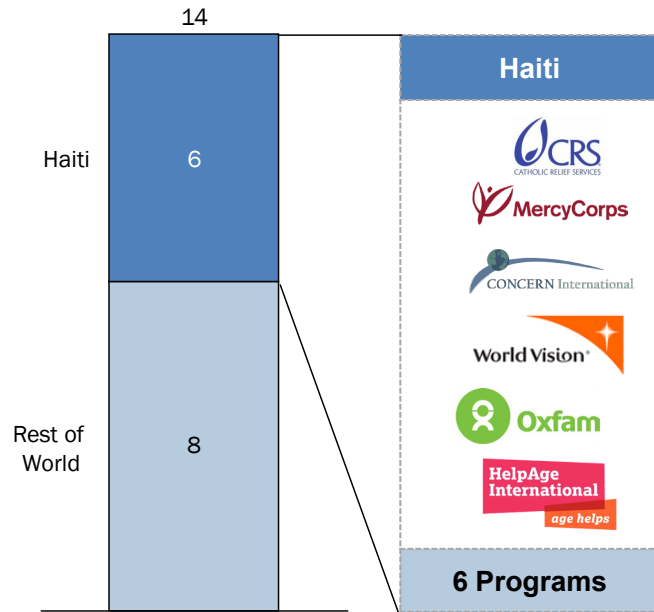 14
Haiti
6
Rest of
World
8
Haiti
CRS
CATHOLIC RELIEF SERVICES
MercyCorps
CONCERN International
World Vision®
Oxfam
HelpAge
International
age helps
6 Programs